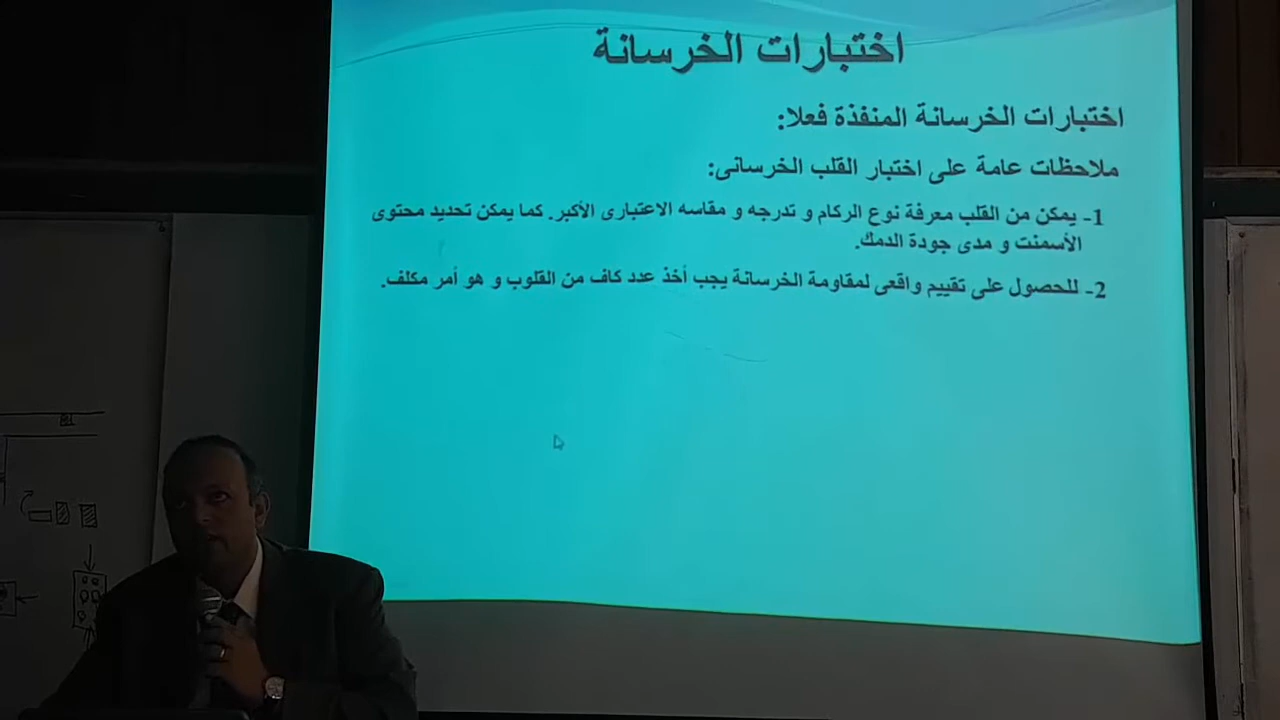 اختبارات الخرسانة
اختبارات الخرسانة المنفذة فعلا:
ملاحظات عامة على اختبار القلب الخرسانى:
1- يمكن من القلب معرفة نوع الركام و تدرجه و مقاسه الاعتبارى الأكبر. كما يمكن تحديد محتوى
الأسمنت و مدى جودة الدمك.
2- للحصول على تقييم واقعى لمقاومة الخرسانة يجب أخذ عدد كاف من القلوب و هو أمر مكلف.